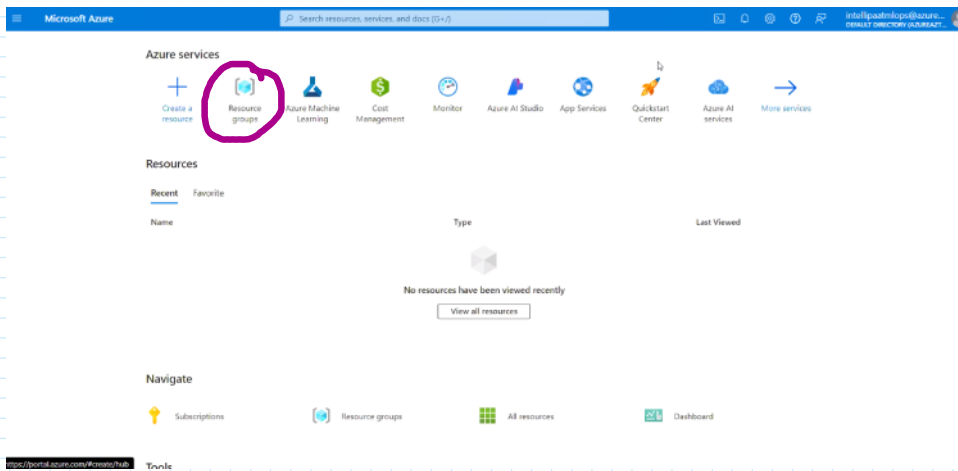 Microsoft Azure
Search resources, services, and docs (G+/)
intellipaatmlops@azure...
DEFAULT DIRECTORY (AZUREAZT...
Azure services
Create a resource
Resource groups
Azure Machine Learning
Cost Management
Monitor
Azure AI Studio
App Services
Quickstart Center
Azure AI services
More services
Resources
Recent Favorite
Name Type Last Viewed
No resources have been viewed recently
View all resources
Navigate
Subscriptions Resource groups All resources Dashboard
https://portal.azure.com/#create/hub
Tools